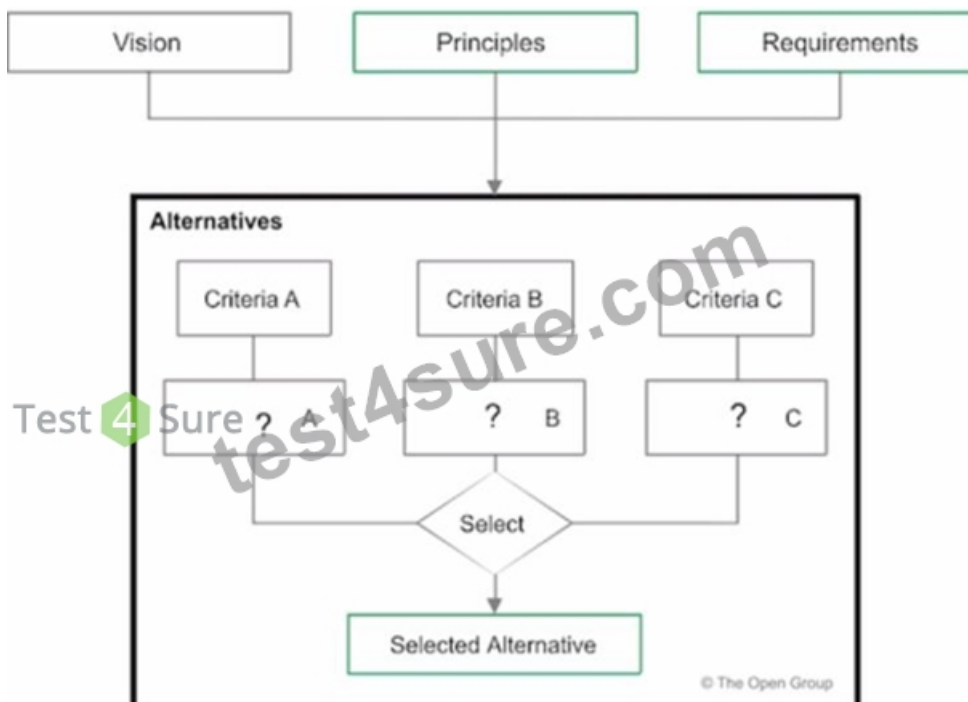 Vision
Principles
Requirements
Alternatives
Criteria A
Criteria B
Criteria C
Test 4 Sure
? A
? B
? C
test4sure.com
Select
Selected Alternative
© The Open Group